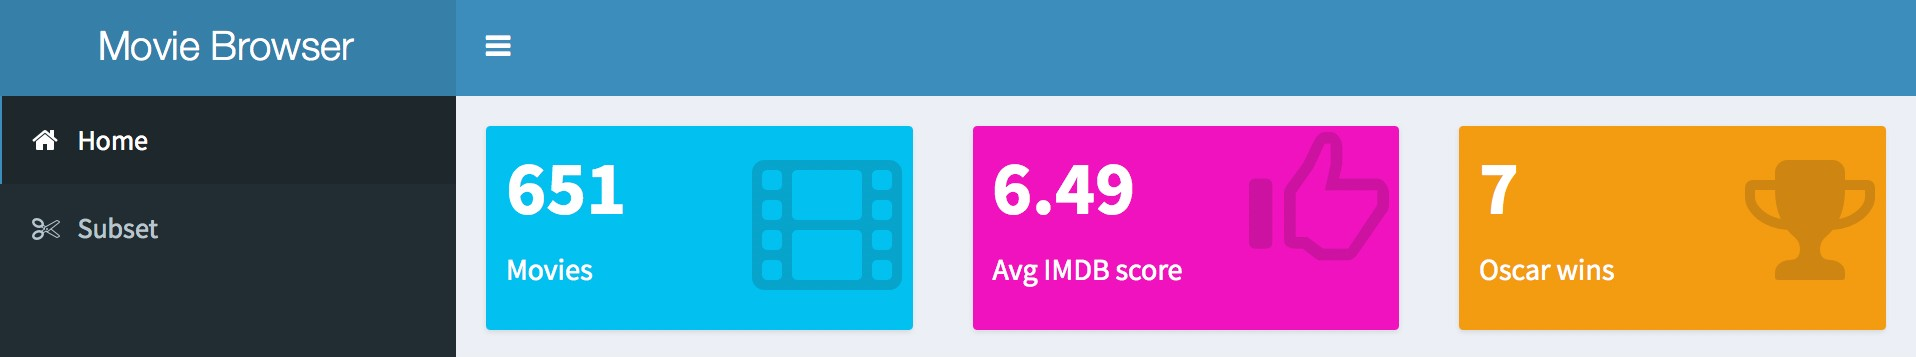 Movie Browser
Home
Subset
651
Movies
6.49
Avg IMDB score
7
Oscar wins